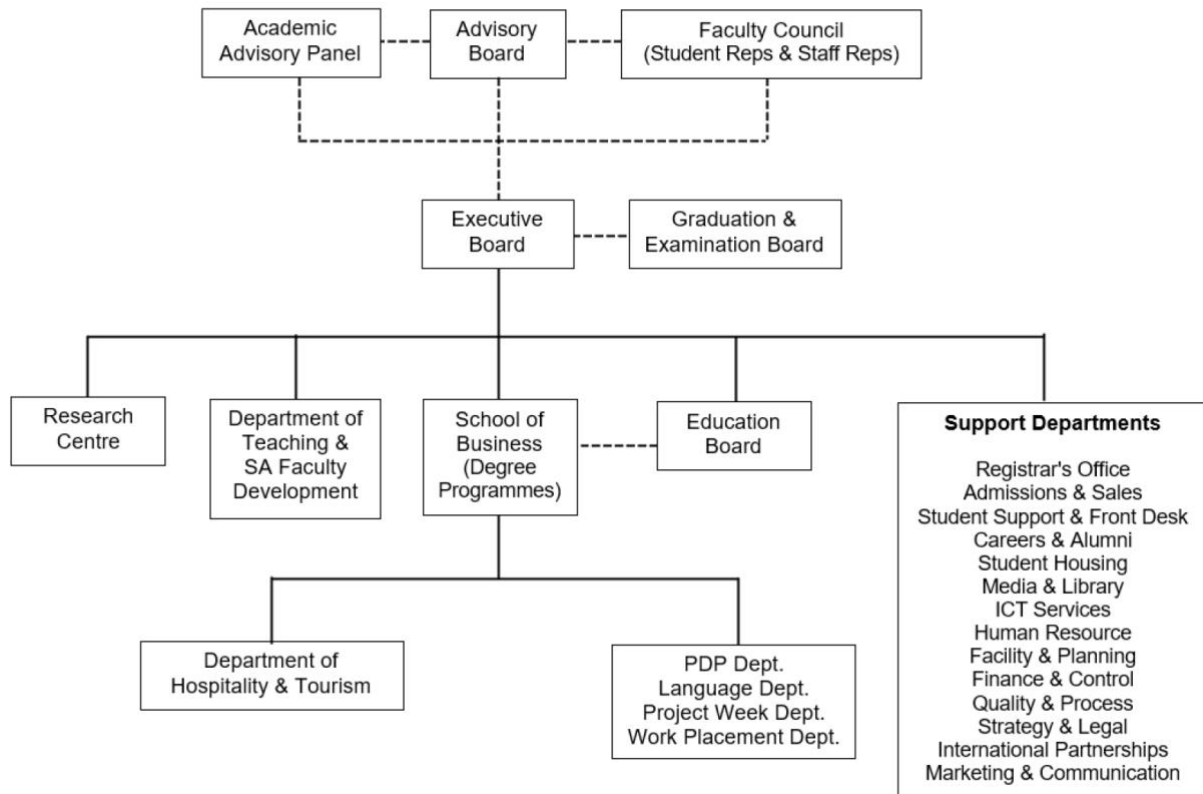 Academic
Advisory Panel
Advisory
Board
Faculty Council
(Student Reps & Staff Reps)
Executive
Board
Graduation &
Examination Board
Research
Centre
Department of
Teaching &
SA Faculty
Development
School of
Business
(Degree
Programmes)
Education
Board
Support Departments
Registrar's Office
Admissions & Sales
Student Support & Front Desk
Careers & Alumni
Student Housing
Media & Library
ICT Services
Human Resource
Facility & Planning
Finance & Control
Quality & Process
Strategy & Legal
International Partnerships
Marketing & Communication
Department of
Hospitality & Tourism
PDP Dept.
Language Dept.
Project Week Dept.
Work Placement Dept.